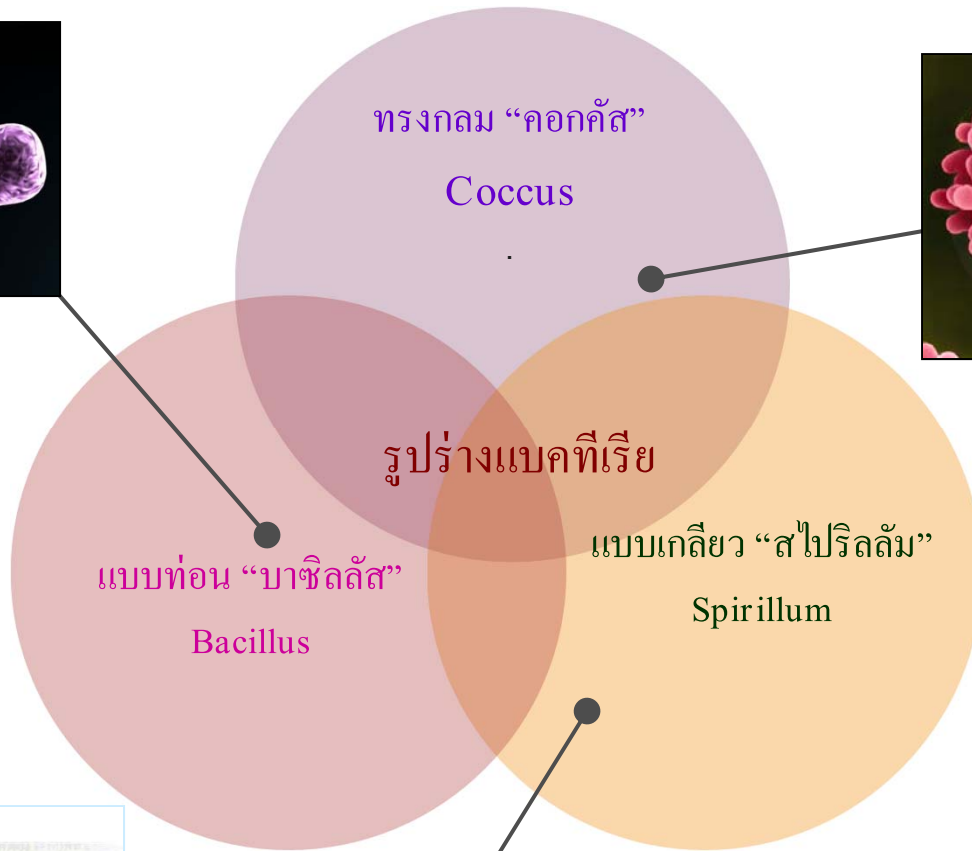 ทรงกลม “คอกคัส”
Coccus
.
รูปร่างแบคทีเรีย
แบบเกลียว “สไปริลลัม”
Spirillum
แบบท่อน “บาซิลลัส”
Bacillus